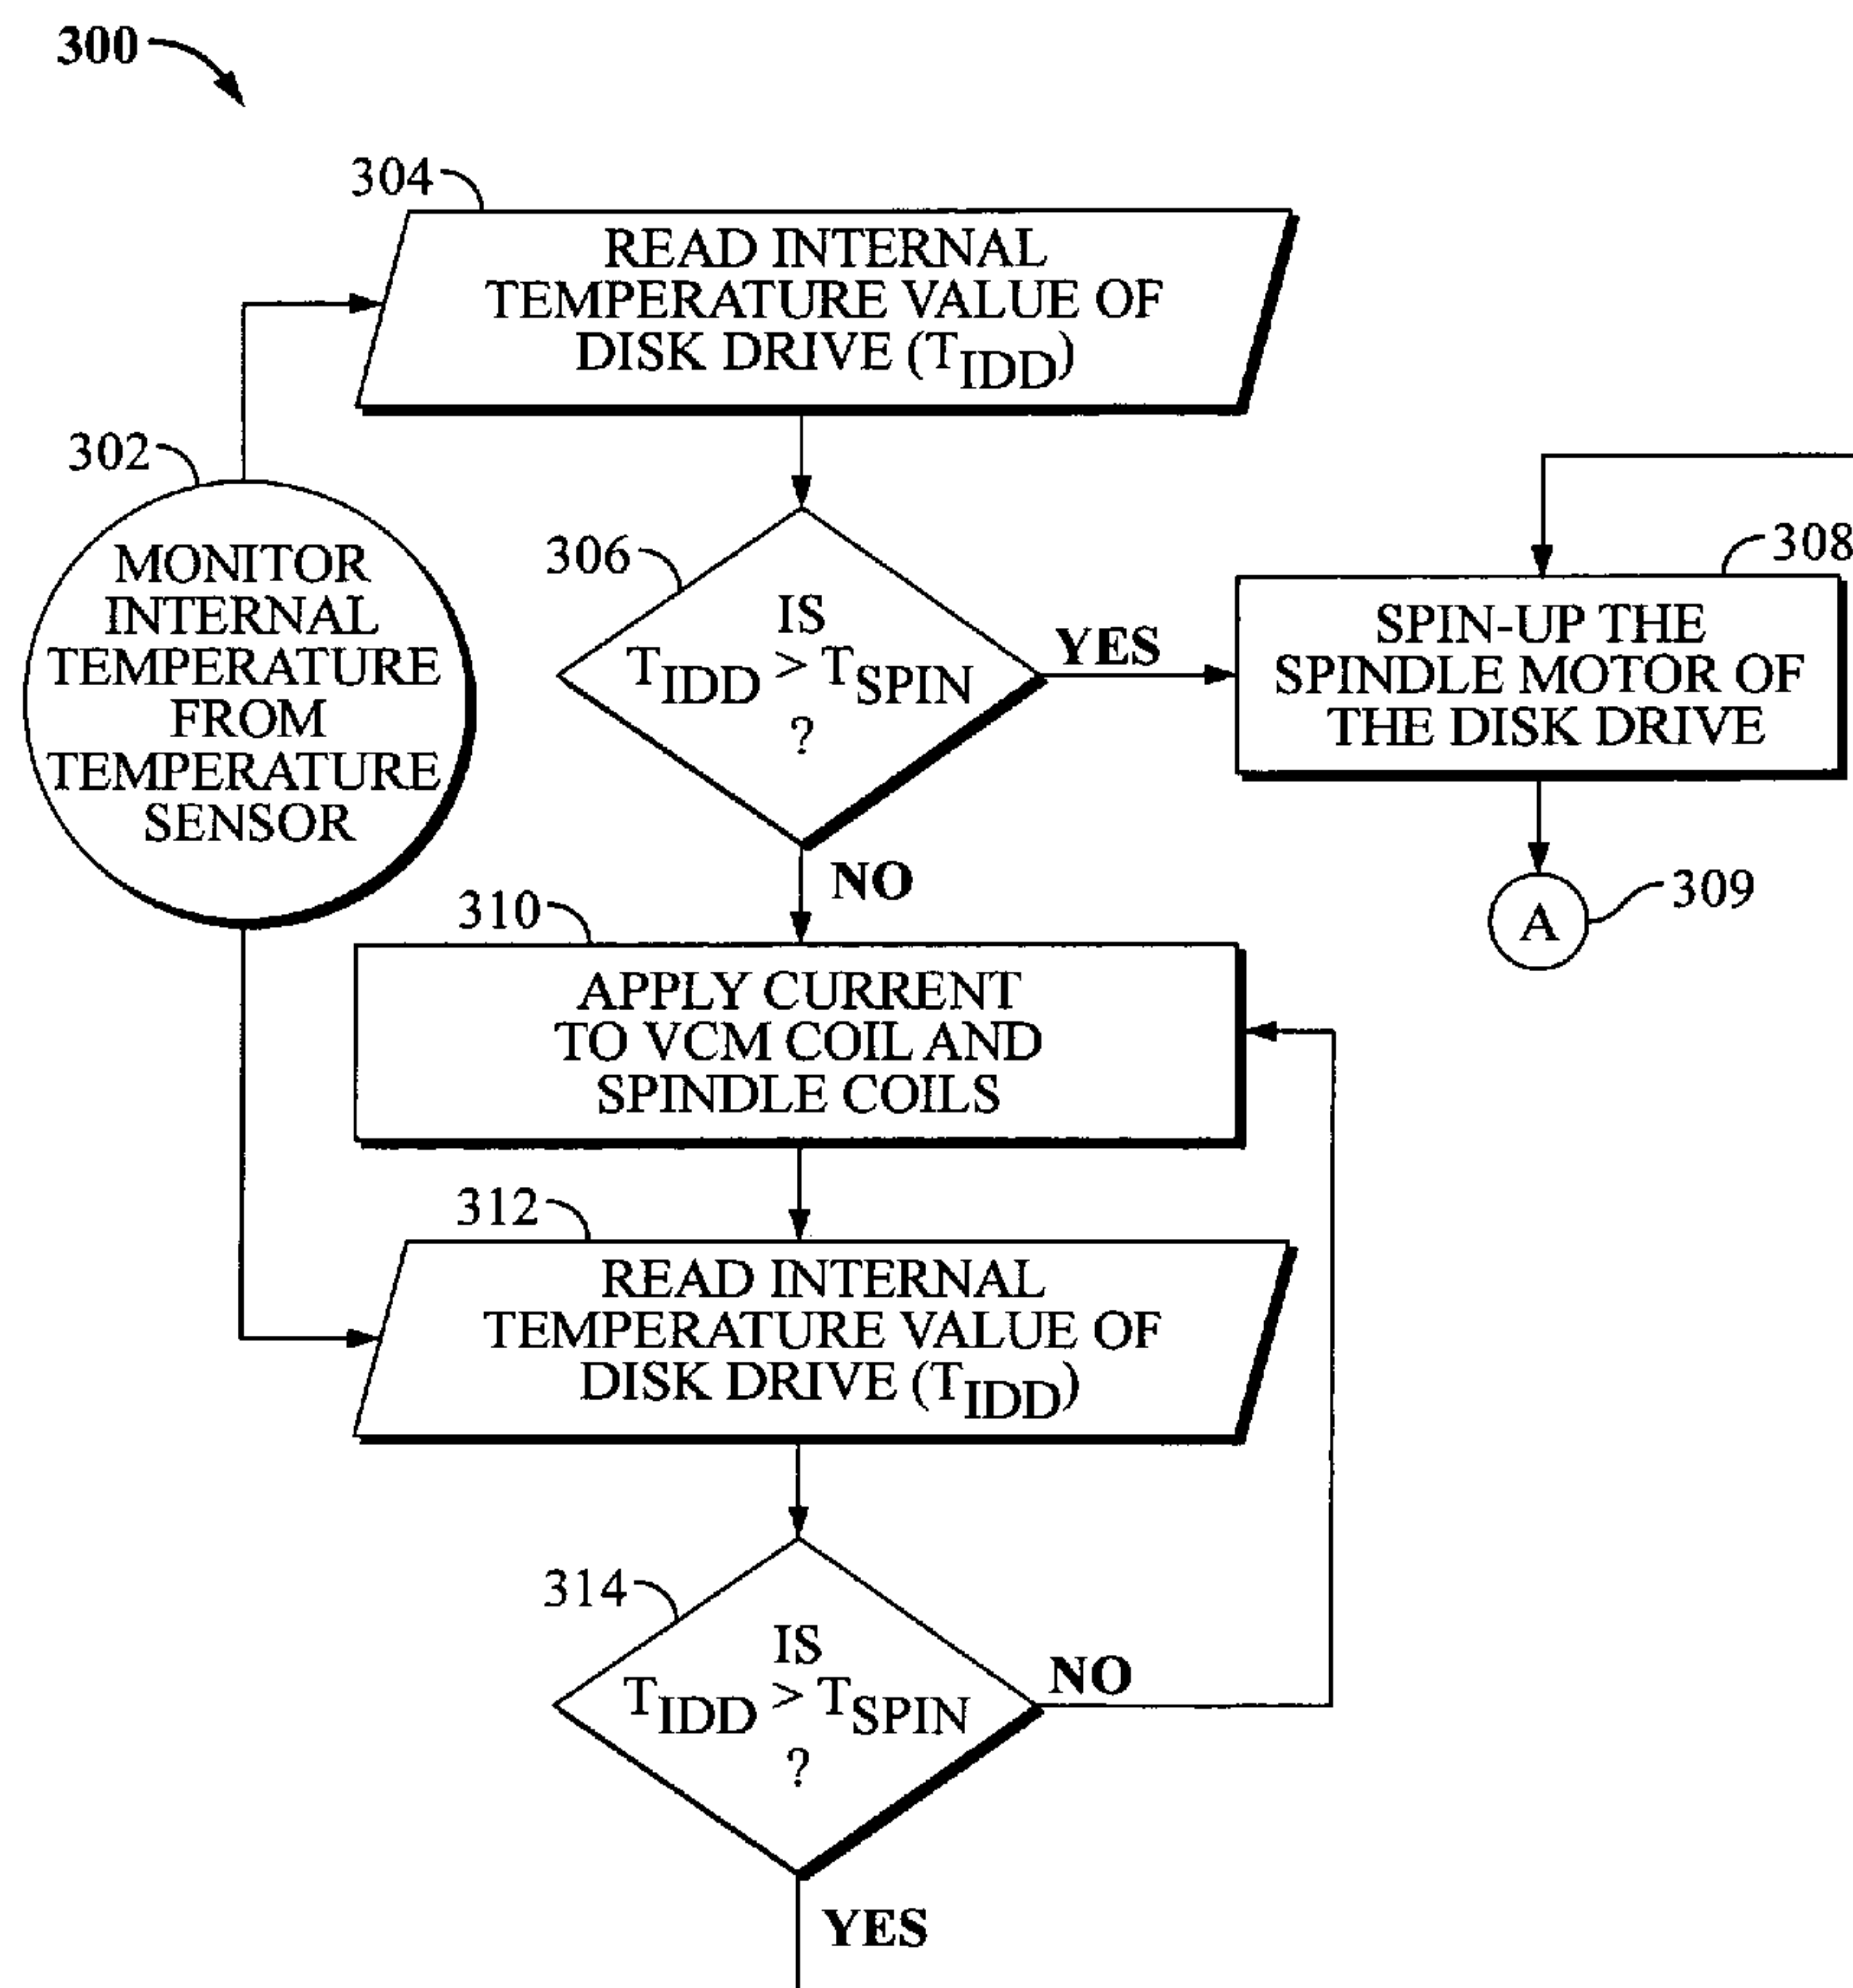 300
304
READ INTERNAL
TEMPERATURE VALUE OF
DISK DRIVE (TIDD)
302
MONITOR
INTERNAL
TEMPERATURE
FROM
TEMPERATURE
SENSOR
306
IS
TIDD > TSPIN
?
YES
308
SPIN-UP THE
SPINDLE MOTOR OF
THE DISK DRIVE
NO
A
309
310
APPLY CURRENT
TO VCM COIL AND
SPINDLE COILS
312
READ INTERNAL
TEMPERATURE VALUE OF
DISK DRIVE (TIDD)
314
IS
TIDD > TSPIN
?
NO
YES